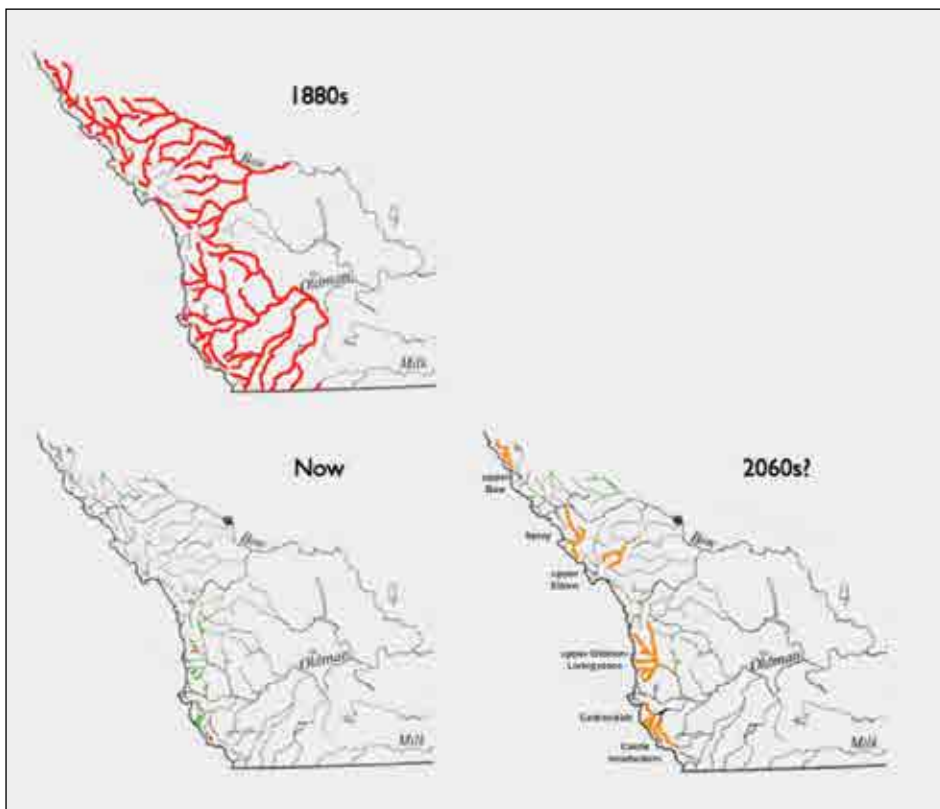 1880s
Bow
Oldman
Milk
Now
Bow
Oldman
Milk
2060s?
upper
Bow
Spray
upper
Elbow
Bow
upper Oldman
Livingstone
Oldman
Castle
Milk